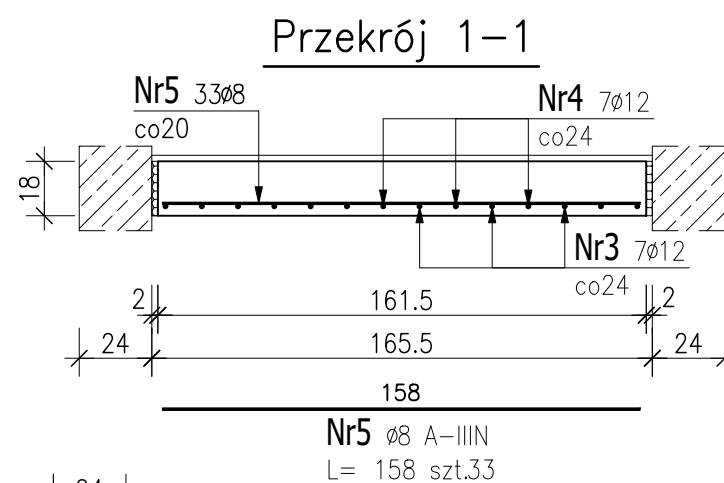 Przekrój 1-1
Nr5 33ø8
co20
Nr4 7ø12
co24
18
Nr3 7ø12
co24
2 161.5 2
24 165.5 24
158
Nr5 ø8 A-IIIN
L= 158 szt.33